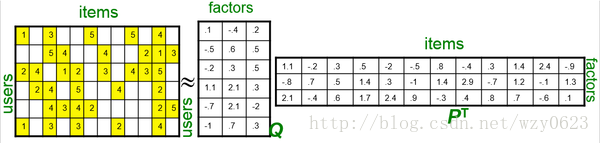 items
users
1 3 5 5 4
5 4 4 2 1 3
2 4 1 2 3 4 3 5
2 4 5 4 2
4 3 4 2 2 5
1 3 3 2 4
≈
factors
users
.1 -.4 .2
-.5 .6 .5
-.2 .3 .5
1.1 2.1 .3
-.7 2.1 -2
-1 .7 .3
Q
items
factors
1.1 -.2 .3 .5 -2 -.5 .8 -.4 .3 1.4 2.4 -.9
-.8 .7 .5 1.4 .3 -1 1.4 2.9 -.7 1.2 -.1 1.3
2.1 -.4 .6 1.7 2.4 .9 -.3 .4 .8 .7 -.6 .1
Pᵀ
http://blog.csdn.net/wzy0623